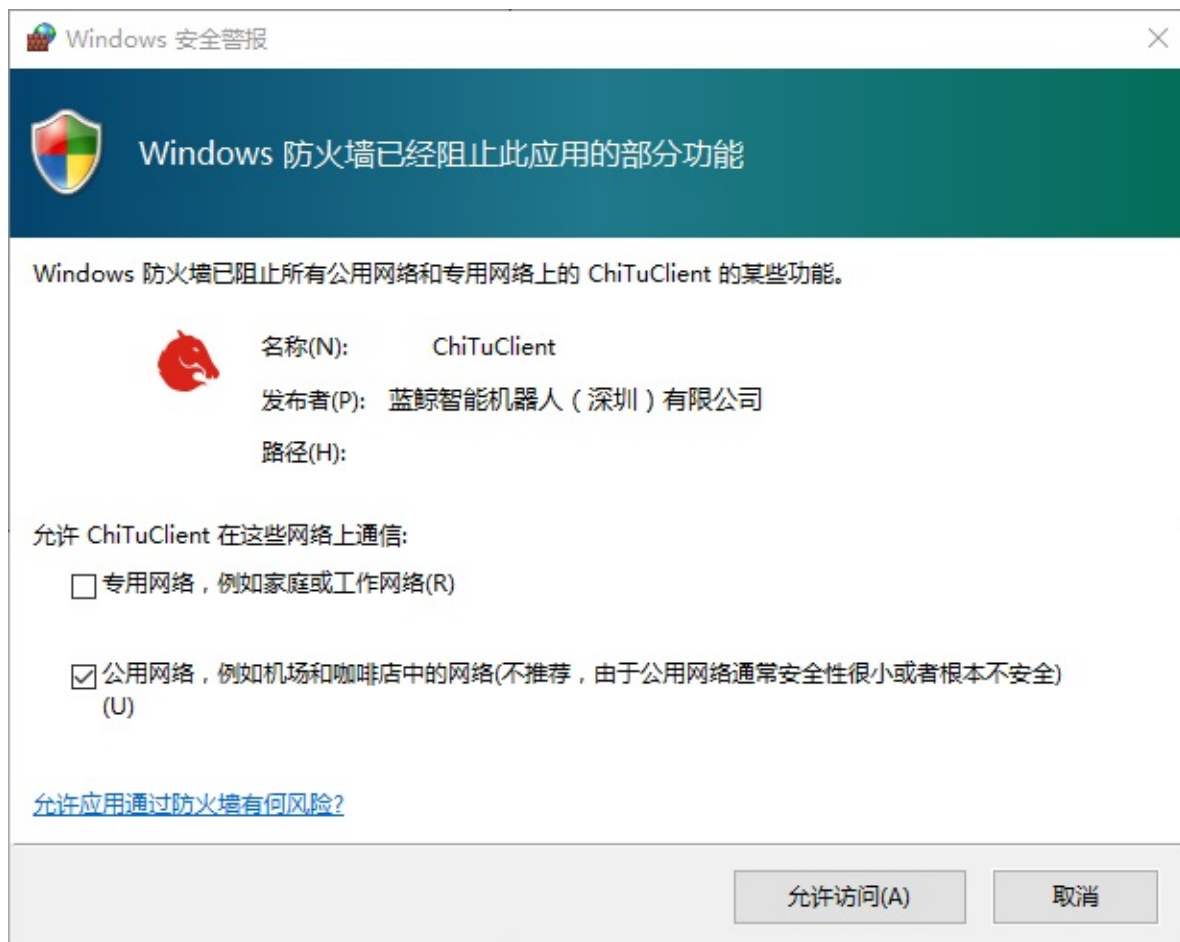 Windows 安全警报
Windows 防火墙已经阻止此应用的部分功能
Windows 防火墙已阻止所有公用网络和专用网络上的 ChiTuClient 的某些功能。
名称(N): ChiTuClient
发布者(P): 蓝鲸智能机器人（深圳）有限公司
路径(H):
允许 ChiTuClient 在这些网络上通信:
专用网络，例如家庭或工作网络(R)
公用网络，例如机场和咖啡店中的网络(不推荐，由于公用网络通常安全性很小或者根本不安全)
(U)
允许应用通过防火墙有何风险?
允许访问(A) 取消